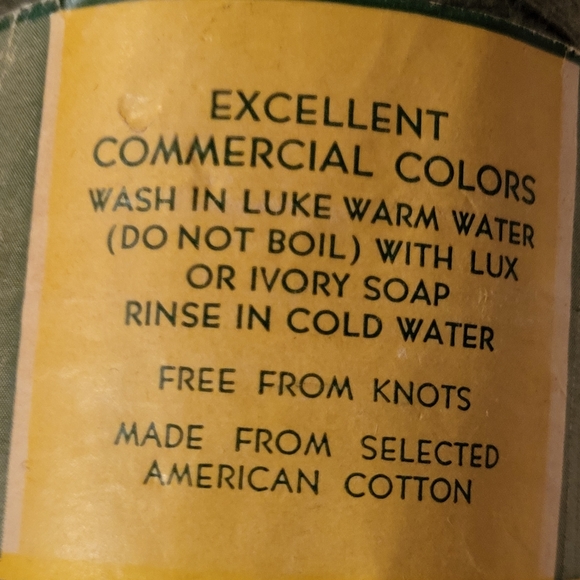 EXCELLENT
COMMERCIAL COLORS
WASH IN LUKE WARM WATER
(DO NOT BOIL) WITH LUX
OR IVORY SOAP
RINSE IN COLD WATER
FREE FROM KNOTS
MADE FROM SELECTED
AMERICAN COTTON